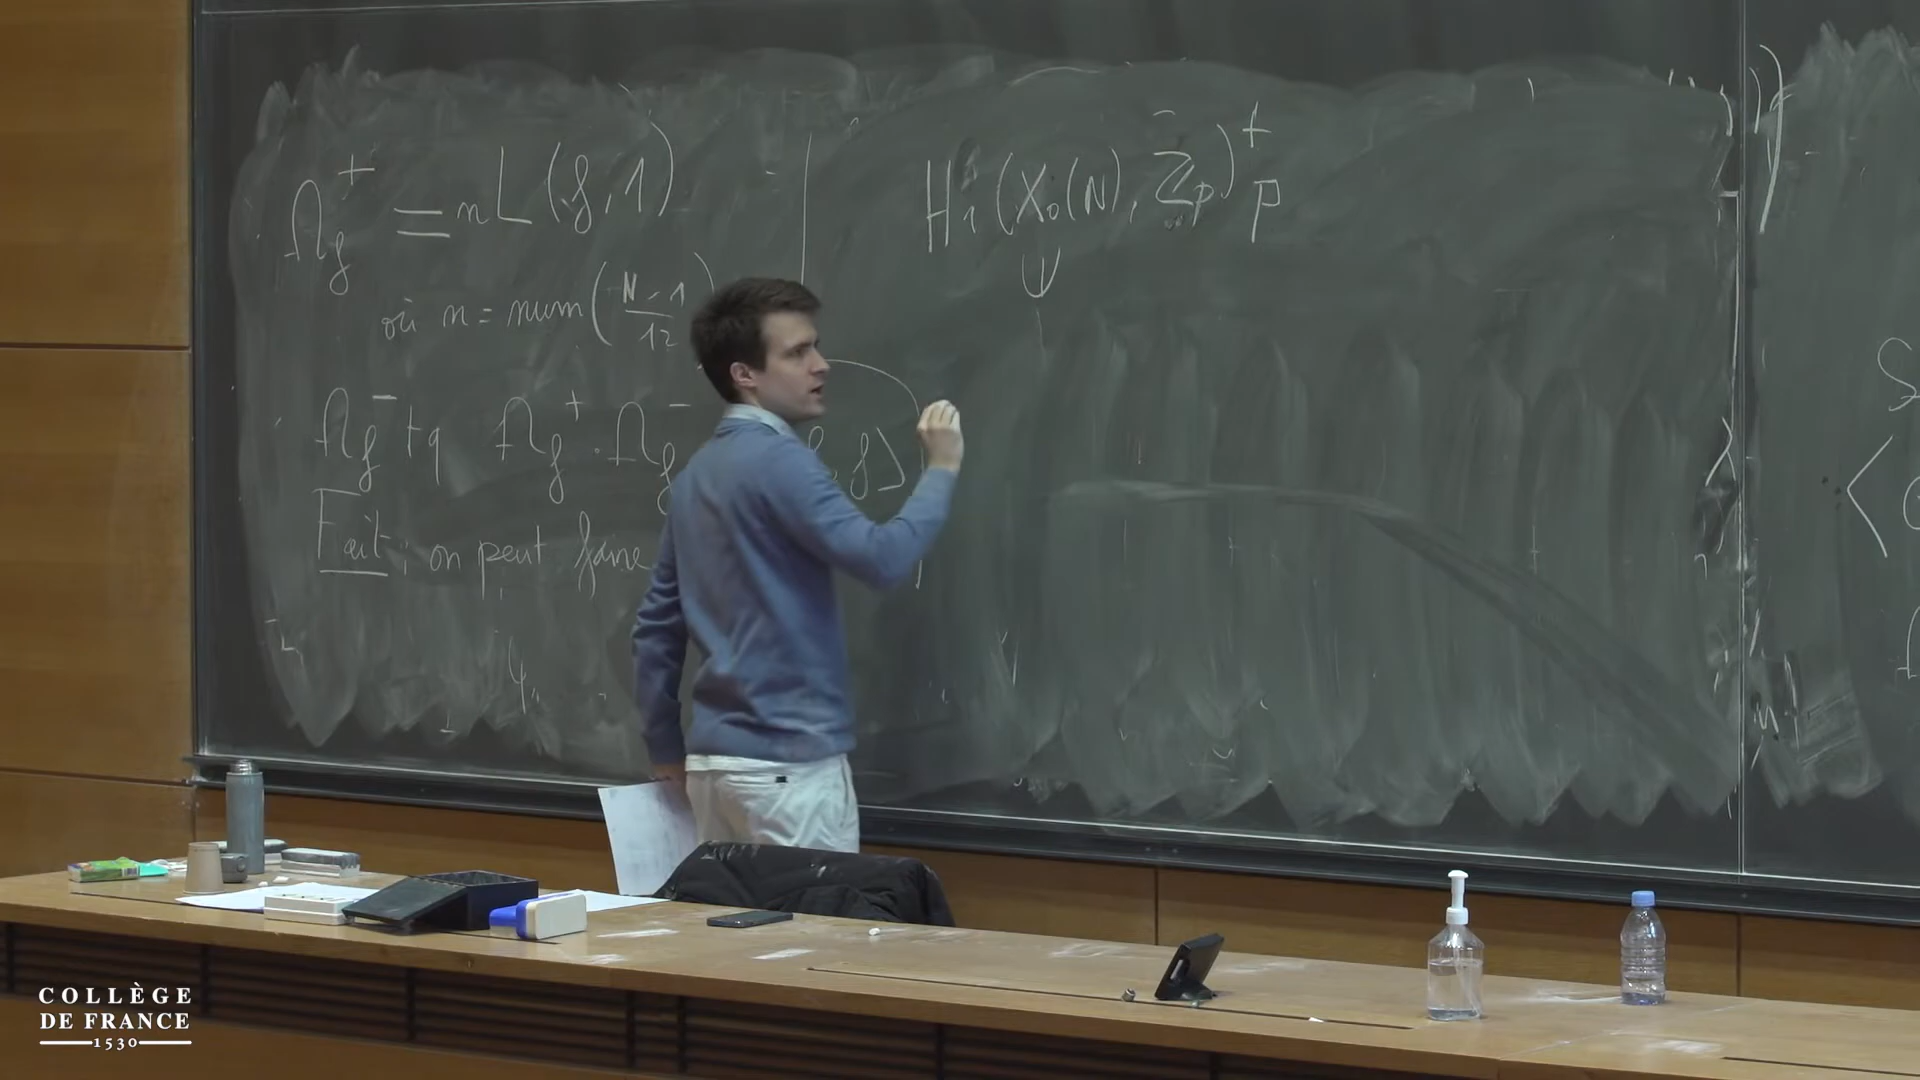 Ω_f^+ = n L(f, 1)
où n = num(N-1/12
Ω_f^- tq Ω_f^+ · Ω_f^- , f>
Fait : on peut faire
H_1(X_0(N), Z_p)^+_P
Ψ
COLLÈGE
DE FRANCE
1530